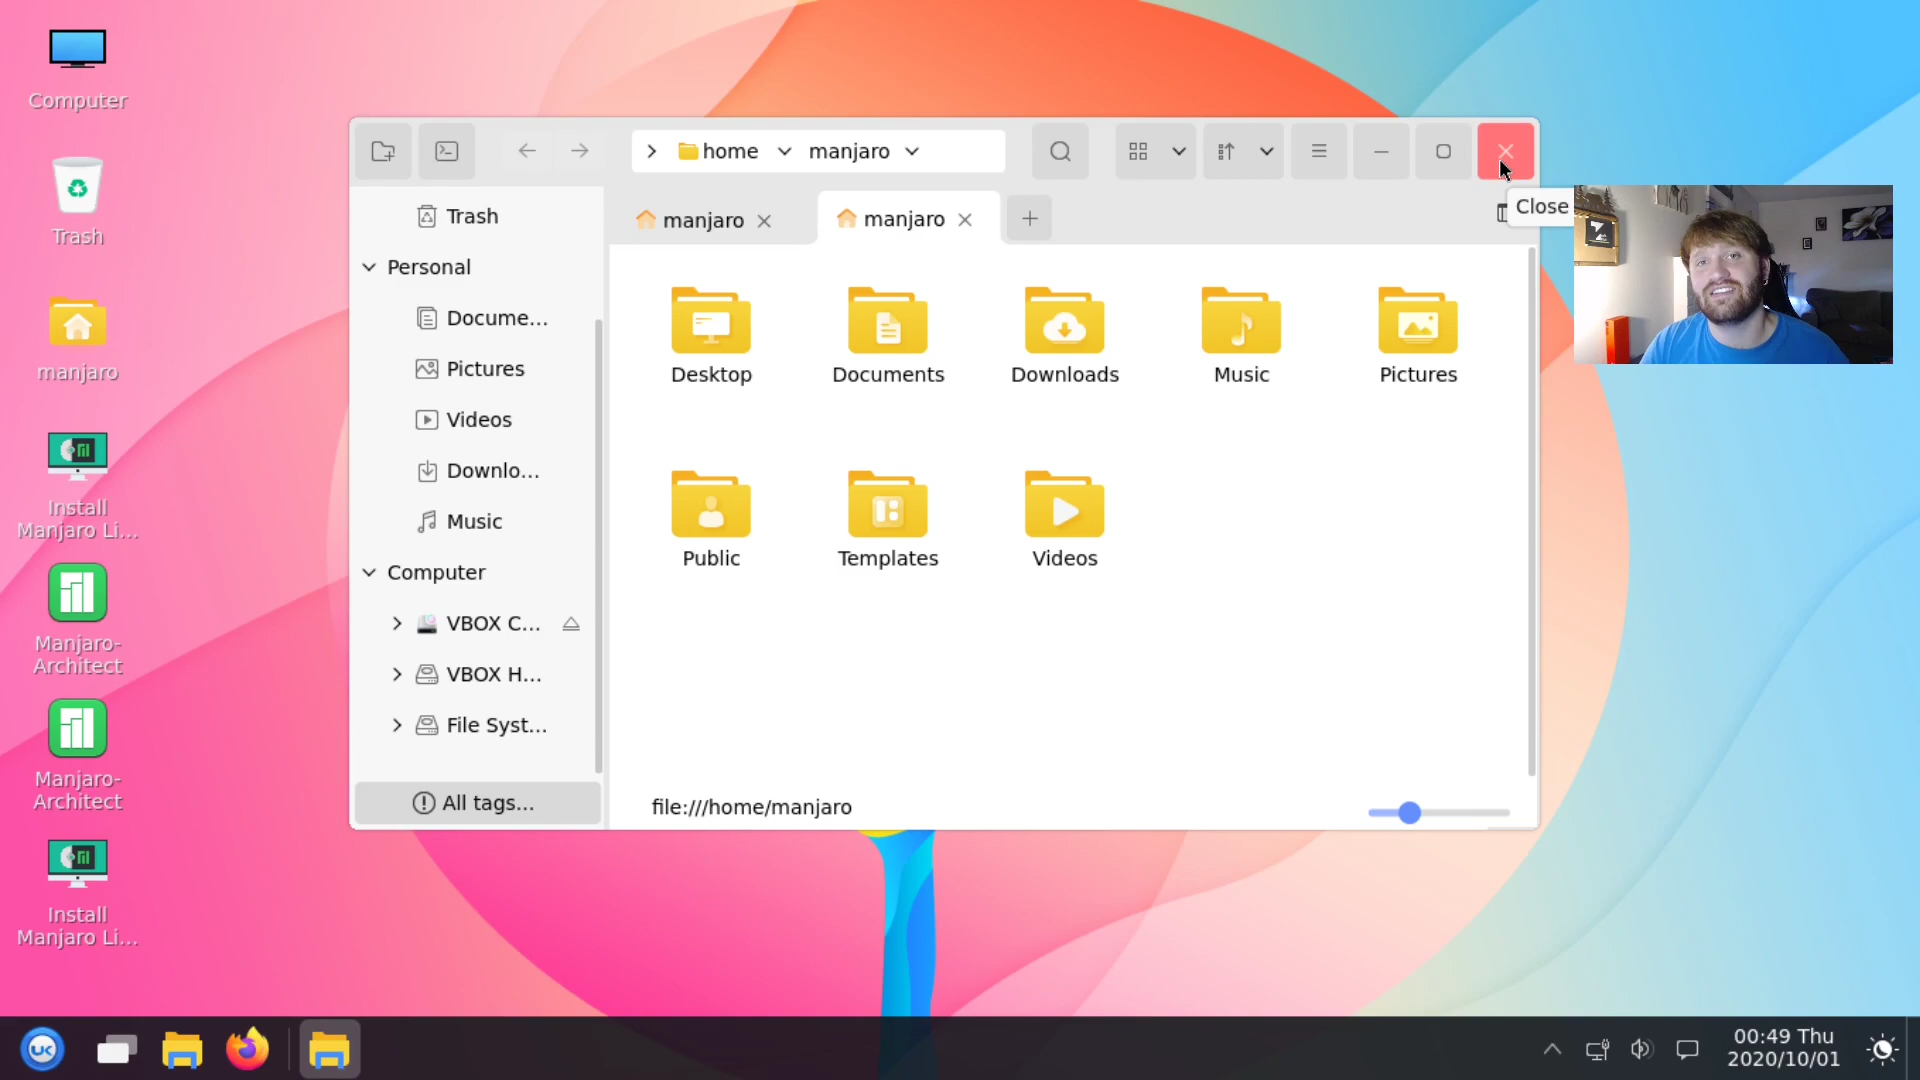 Computer
Trash
manjaro
Install
Manjaro Li...
Manjaro-
Architect
Manjaro-
Architect
Install
Manjaro Li...
home
manjaro
Close
manjaro
manjaro
Trash
Personal
Docume...
Pictures
Videos
Downlo...
Music
Computer
VBOX C...
VBOX H...
File Syst...
All tags...
Desktop
Documents
Downloads
Music
Pictures
Public
Templates
Videos
file:///home/manjaro
UK
00:49 Thu
2020/10/01